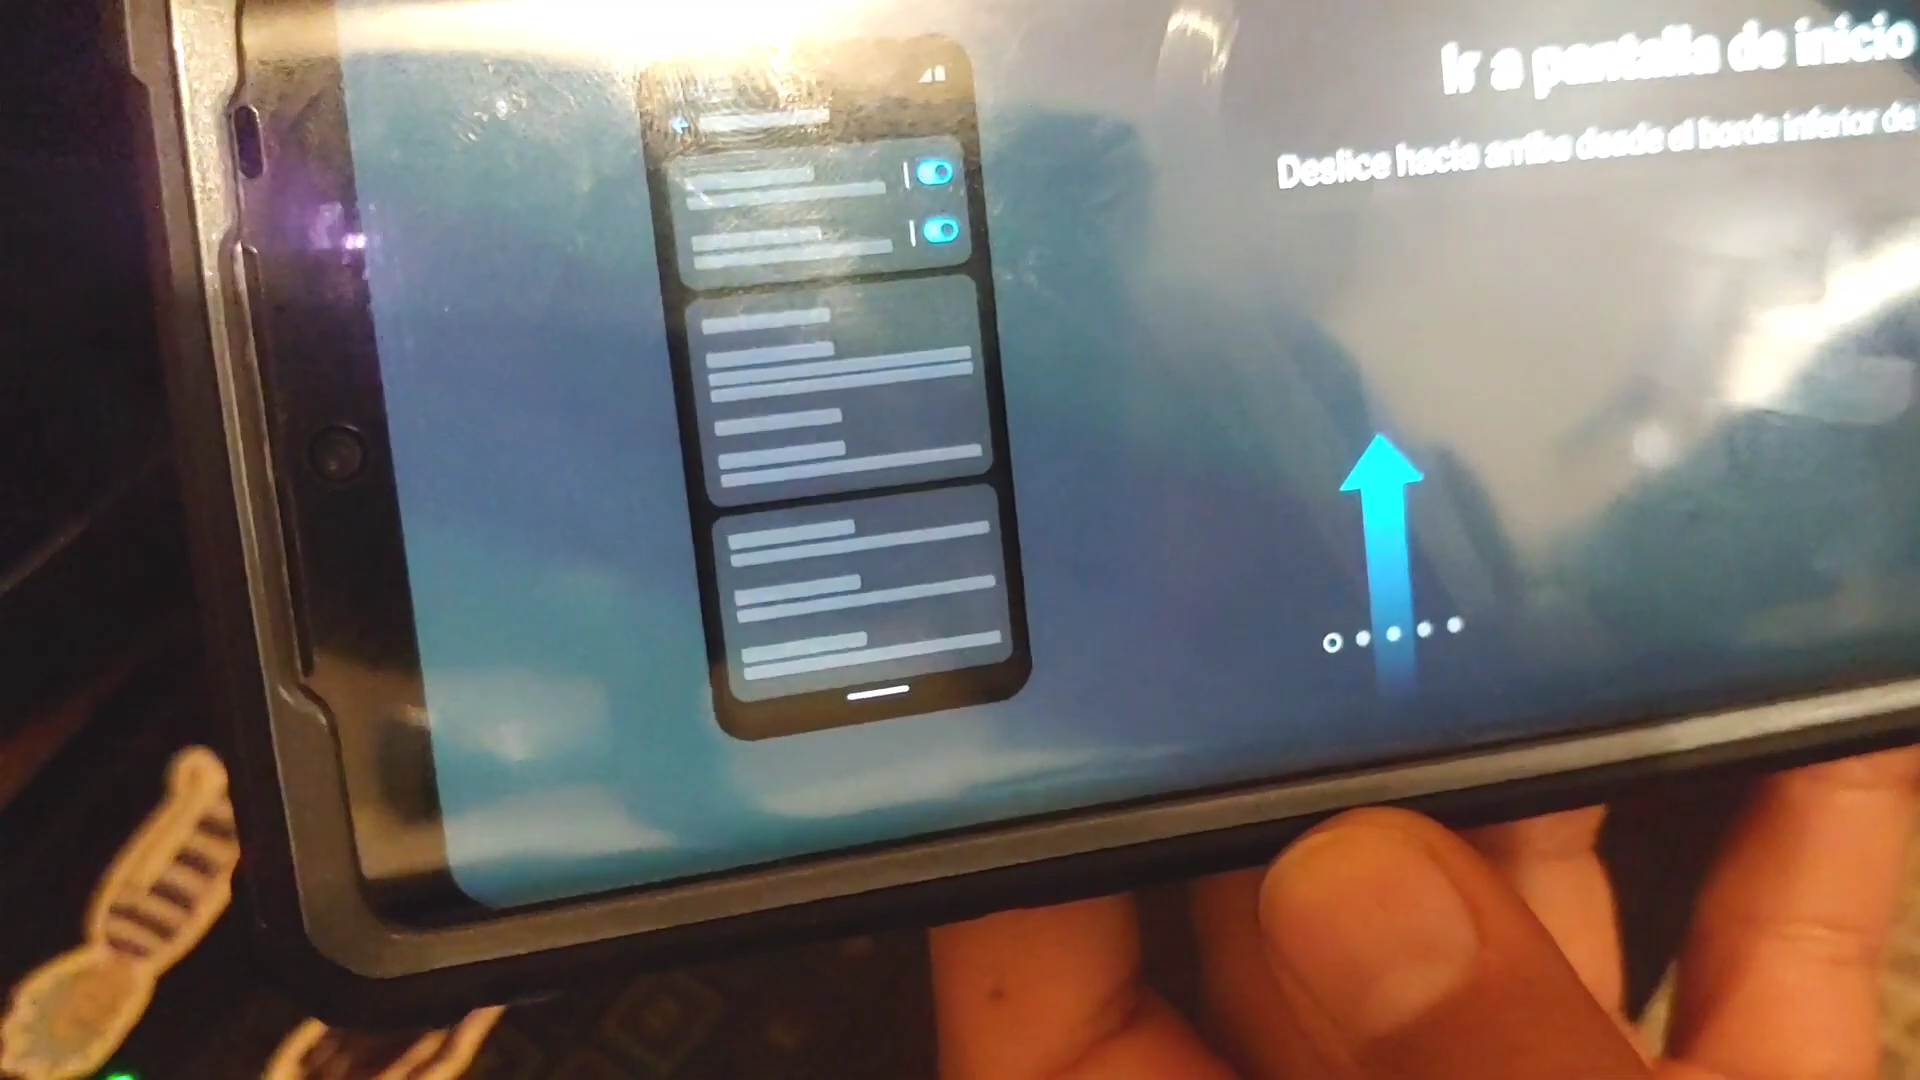 Ir a pantalla de inicio
Deslice hacia arriba desde el borde inferior de